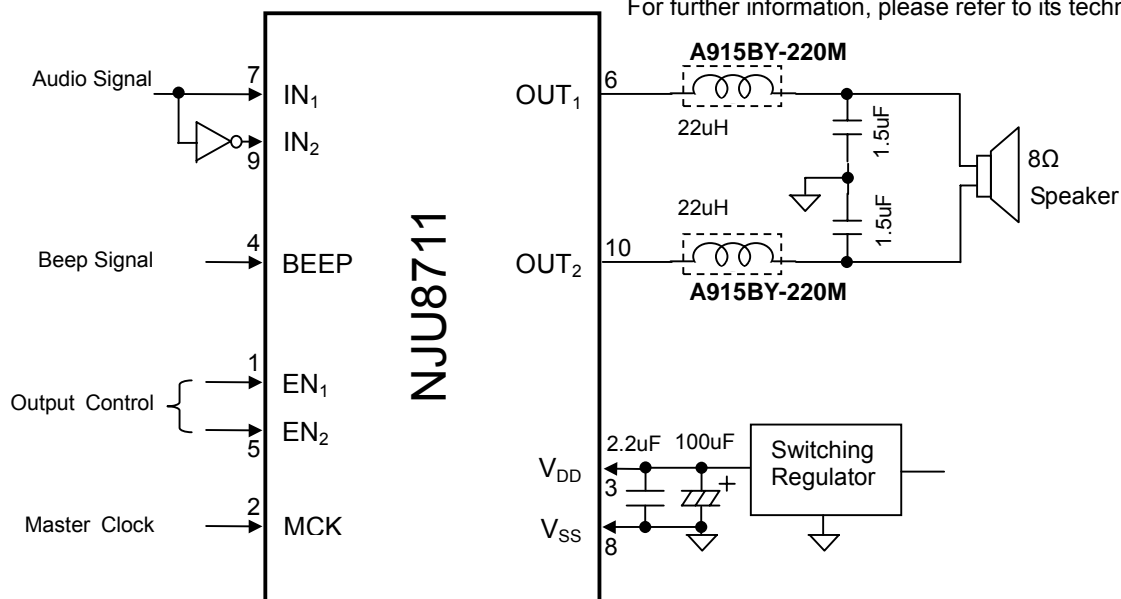 For further information, please refer to its techn
A915BY-220M
Audio Signal
7
IN1
OUT1
6
22uH
1.5uF
IN2
9
8Ω
Speaker
22uH
1.5uF
Beep Signal
4
BEEP
OUT2
10
A915BY-220M
NJU8711
1
EN1
Output Control
EN2
5
2.2uF 100uF
Switching
Regulator
VDD
3
+
2
Master Clock
MCK
VSS
8